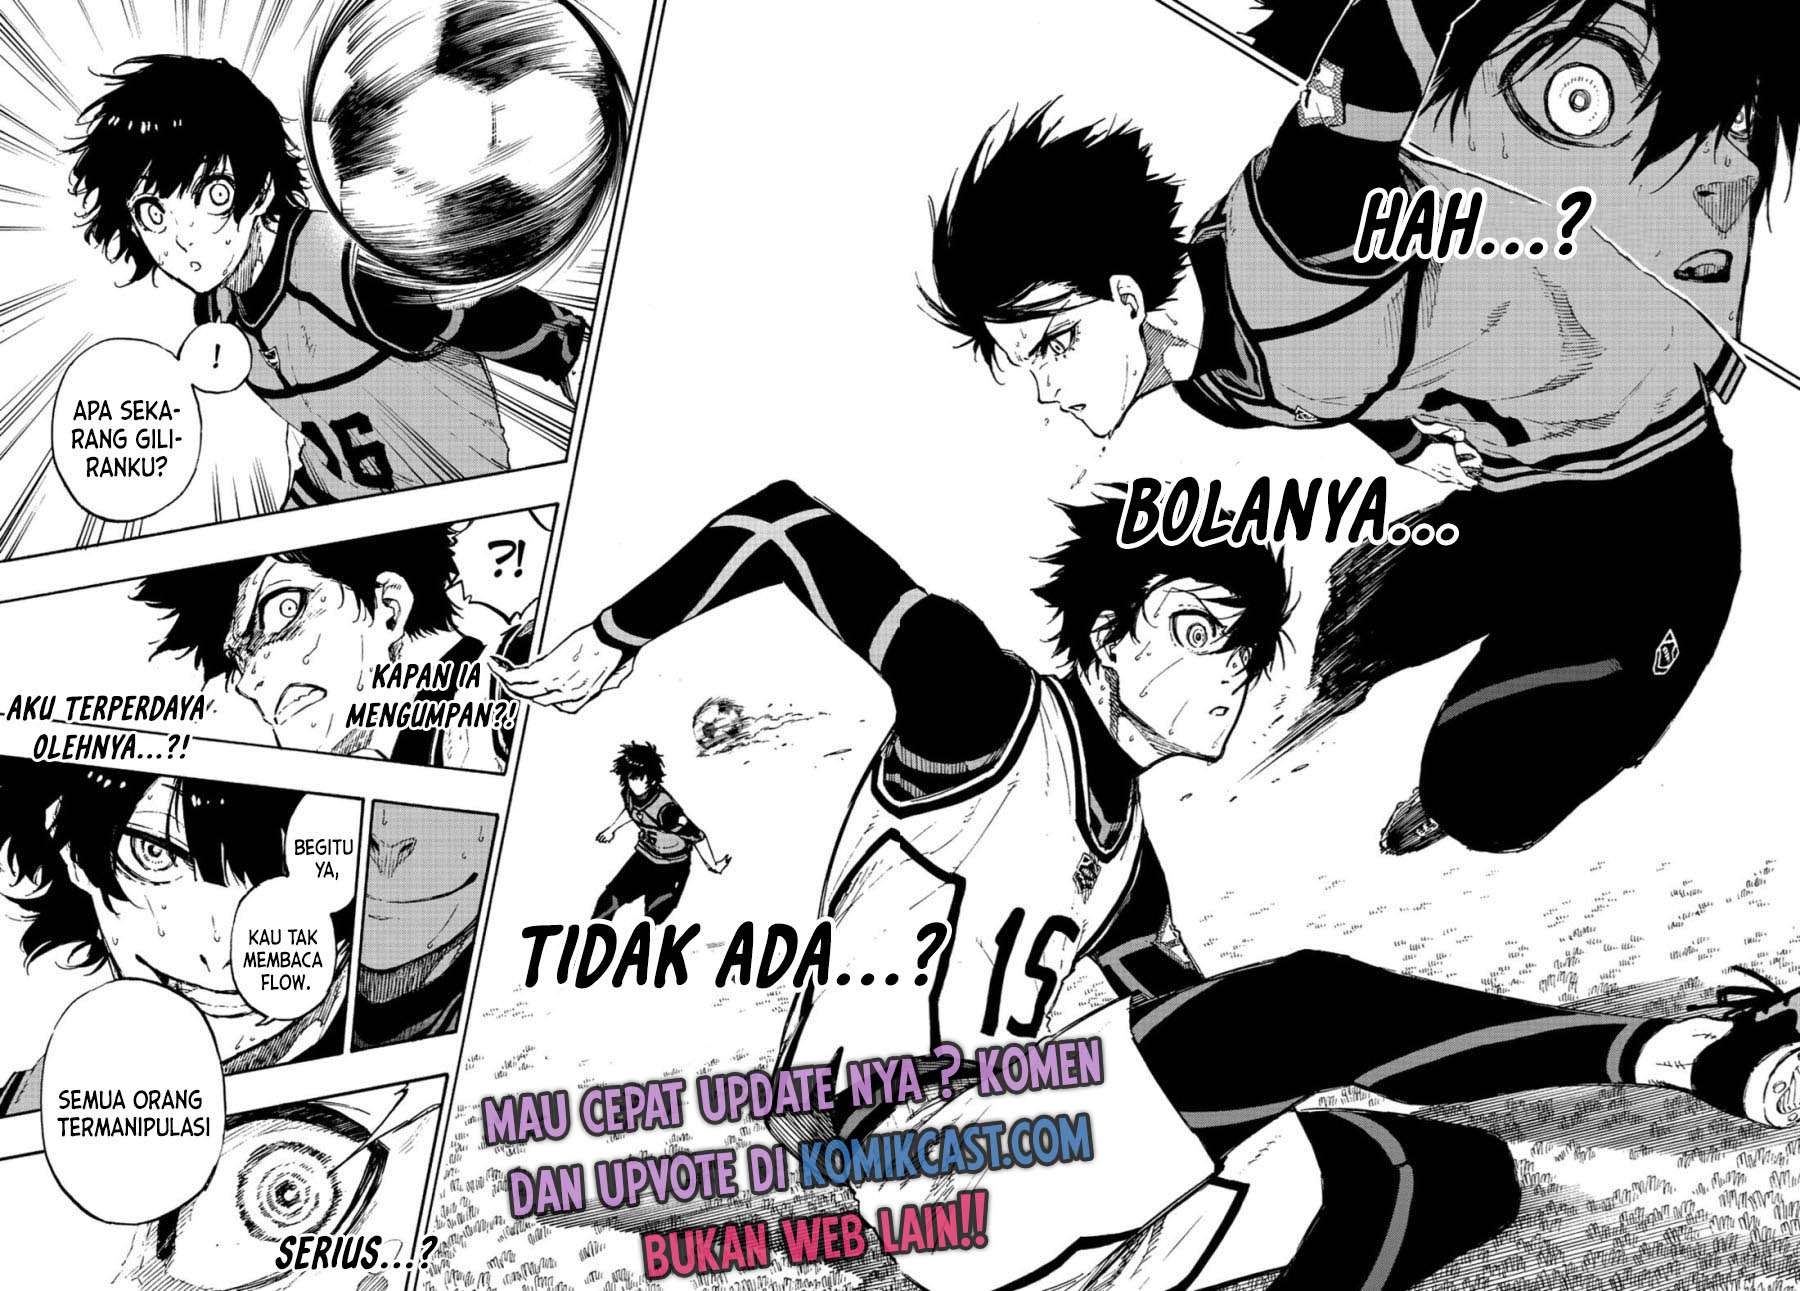 HAH...?
BOLANYA...
TIDAK ADA...?
!
APA SEKA-
RANG GILI-
RANKU?
16
?!
KAPAN IA
MENGUMPAN?!
AKU TERPERDAYA
OLEHNYA...?!
BEGITU
YA,
KAU TAK
MEMBACA
FLOW.
SEMUA ORANG
TERMANIPULASI
SERIUS...?
15
MAU CEPAT UPDATE NYA ? KOMEN
DAN UPVOTE DI KOMIKCAST.COM
BUKAN WEB LAIN!!